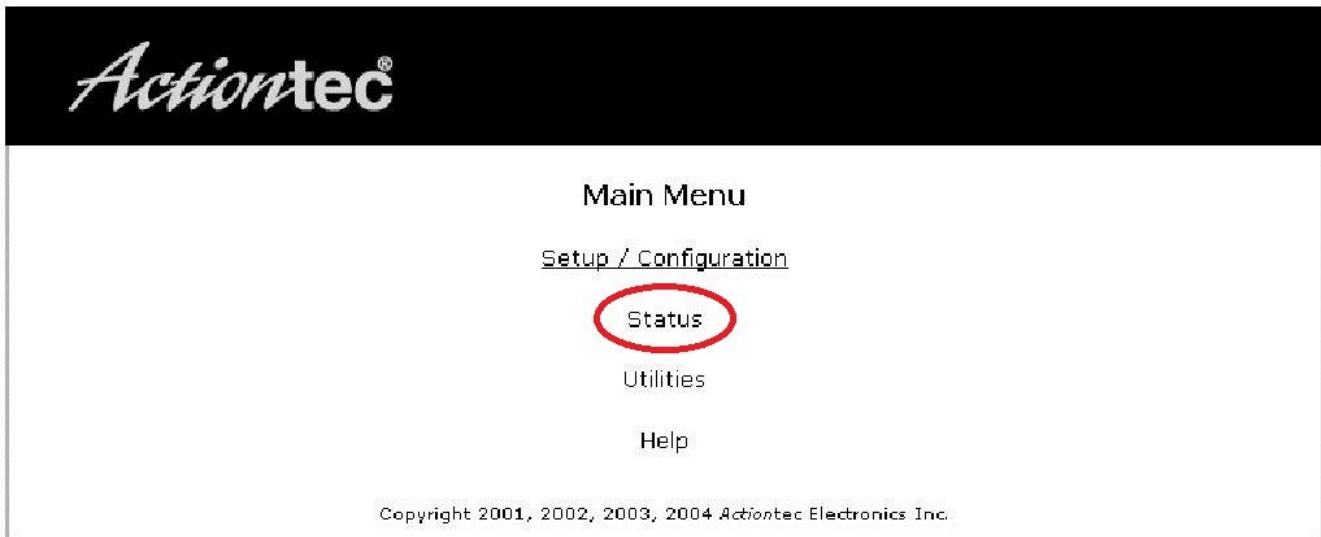 Actiontec®
Main Menu
Setup / Configuration
Status
Utilities
Help
Copyright 2001, 2002, 2003, 2004 Actiontec Electronics Inc.